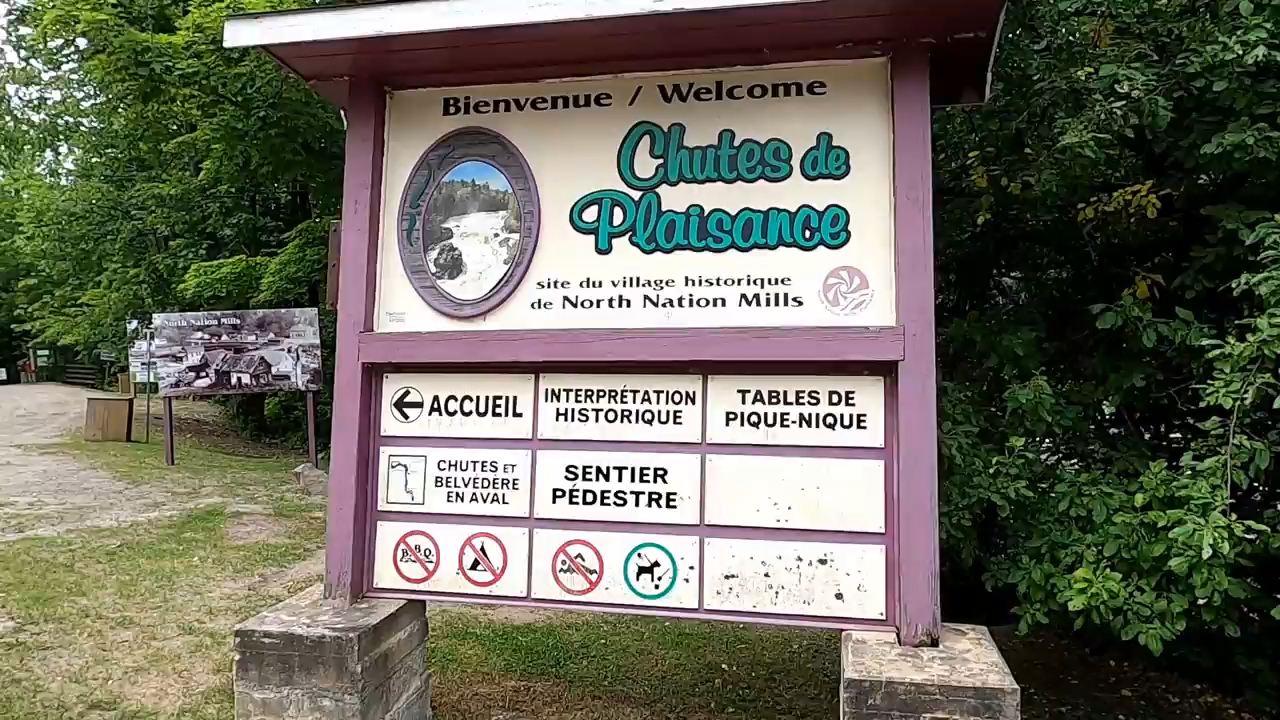 Bienvenue / Welcome
Chutes de
Plaisance
site du village historique
de North Nation Mills
North Nation Mills
ACCUEIL
INTERPRÉTATION
HISTORIQUE
TABLES DE
PIQUE-NIQUE
CHUTES ET
BELVÉDÈRE
EN AVAL
SENTIER
PÉDESTRE
B.B.Q.